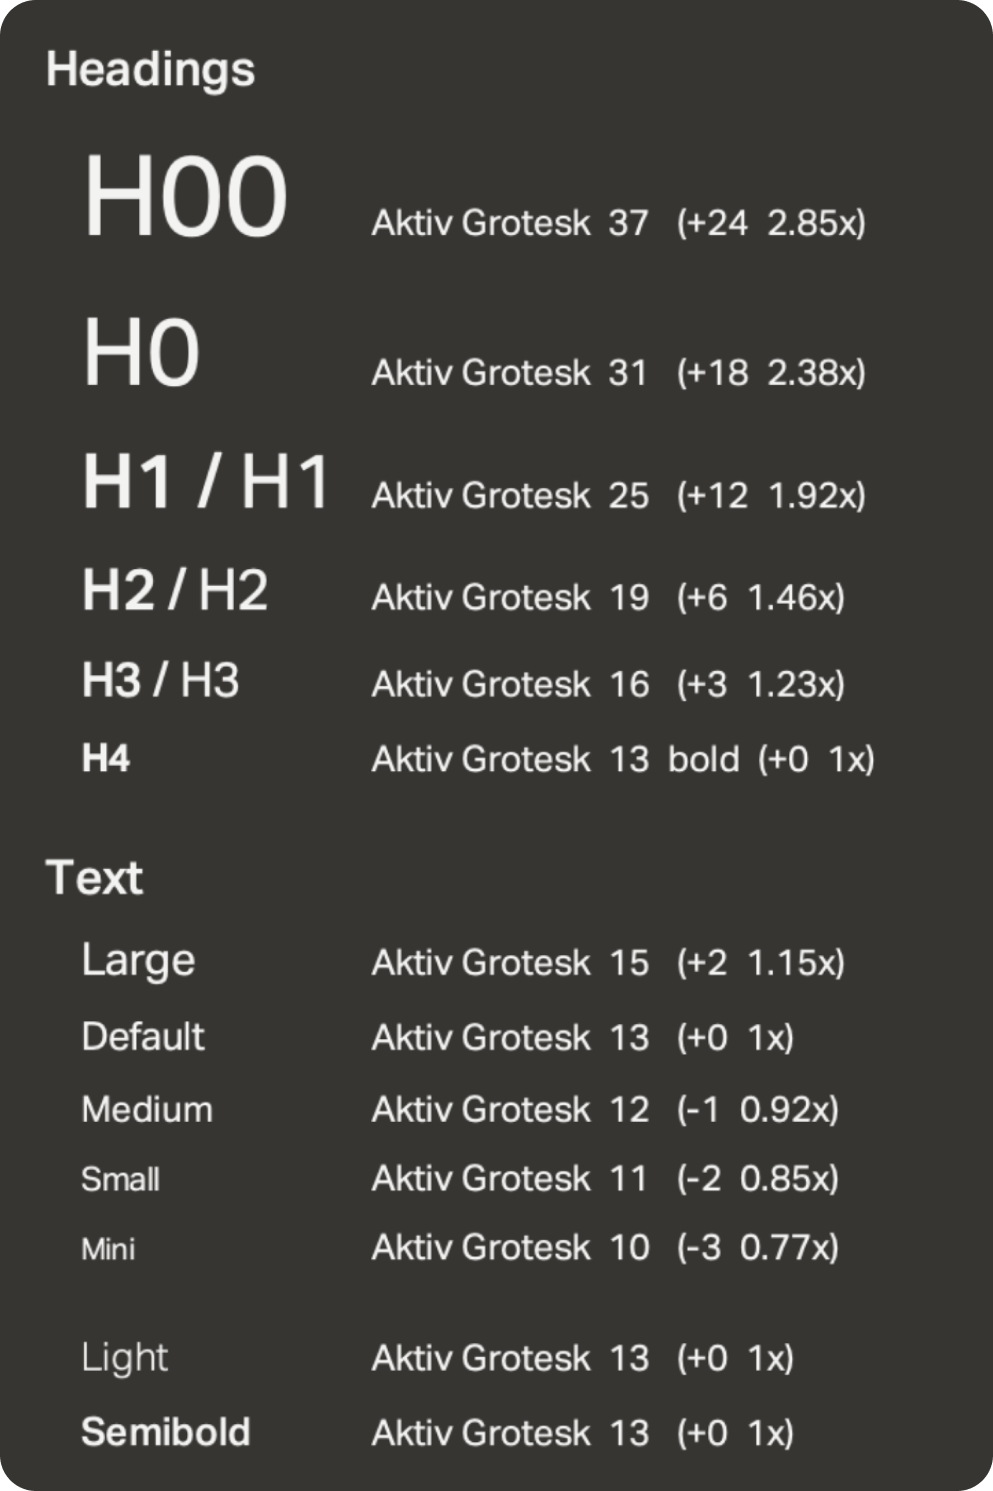 Headings
H00 Aktiv Grotesk 37 (+24 2.85x)
H0 Aktiv Grotesk 31 (+18 2.38x)
H1 / H1 Aktiv Grotesk 25 (+12 1.92x)
H2 / H2 Aktiv Grotesk 19 (+6 1.46x)
H3 / H3 Aktiv Grotesk 16 (+3 1.23x)
H4 Aktiv Grotesk 13 bold (+0 1x)
Text
Large Aktiv Grotesk 15 (+2 1.15x)
Default Aktiv Grotesk 13 (+0 1x)
Medium Aktiv Grotesk 12 (-1 0.92x)
Small Aktiv Grotesk 11 (-2 0.85x)
Mini Aktiv Grotesk 10 (-3 0.77x)
Light Aktiv Grotesk 13 (+0 1x)
Semibold Aktiv Grotesk 13 (+0 1x)